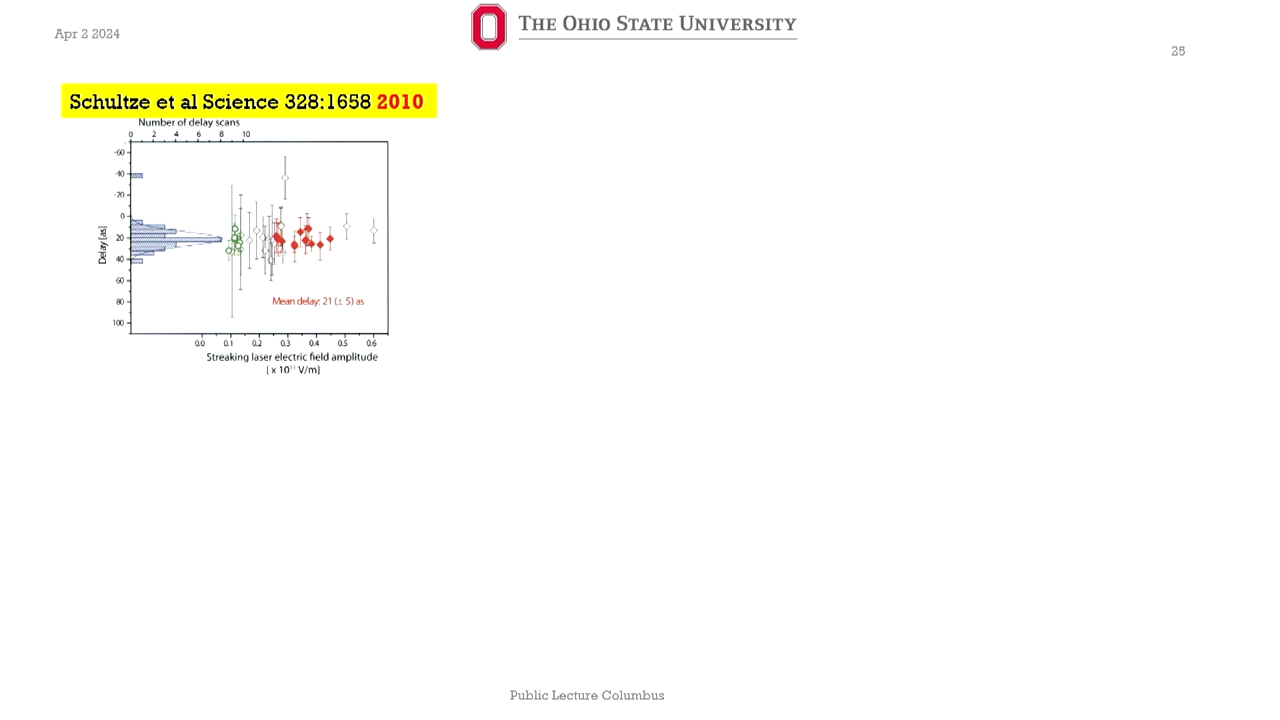 Apr 2 2024
THE OHIO STATE UNIVERSITY
25
Schultze et al Science 328:1658 2010
Number of delay scans
0 2 4 6 8 10
-60
-40
-20
0
20
40
60
80
100
Delay [as]
Mean delay: 21 (± 5) as
0.0 0.1 0.2 0.3 0.4 0.5 0.6
Streaking laser electric field amplitude
[ x 10¹¹ V/m]
Public Lecture Columbus